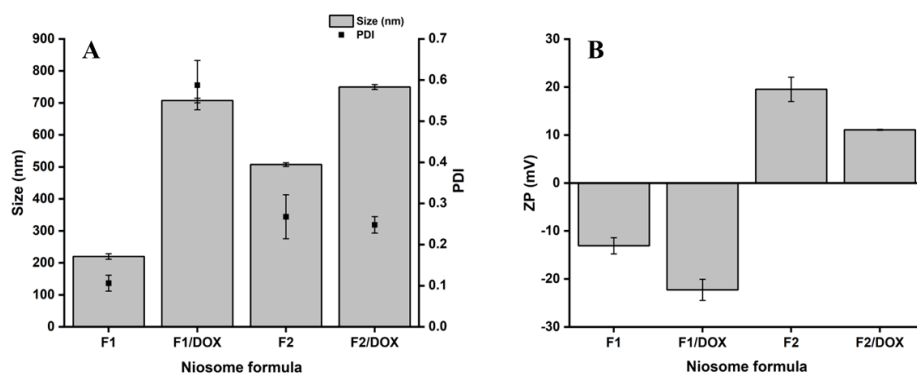 Size (nm)
PDI
A
900
800
700
600
500
400
300
200
100
0
Size (nm)
0.7
0.6
0.5
0.4
0.3
0.2
0.1
0.0
PDI
F1
F1/DOX
F2
F2/DOX
Niosome formula
B
30
20
10
0
-10
-20
-30
ZP (mV)
F1
F1/DOX
F2
F2/DOX
Niosome formula